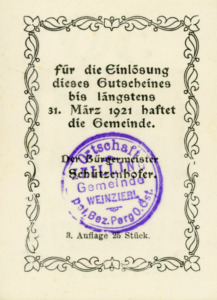 für die Einlösung
dieses Gutscheines
bis längstens
31. März 1921 haftet
die Gemeinde.
Der Bürgermeister
Schützenhofer.
Ortschaft
Gemeinde
WEINZIERL
pol. Bez. Perg O. Öst.
3. Auflage 25 Stück.